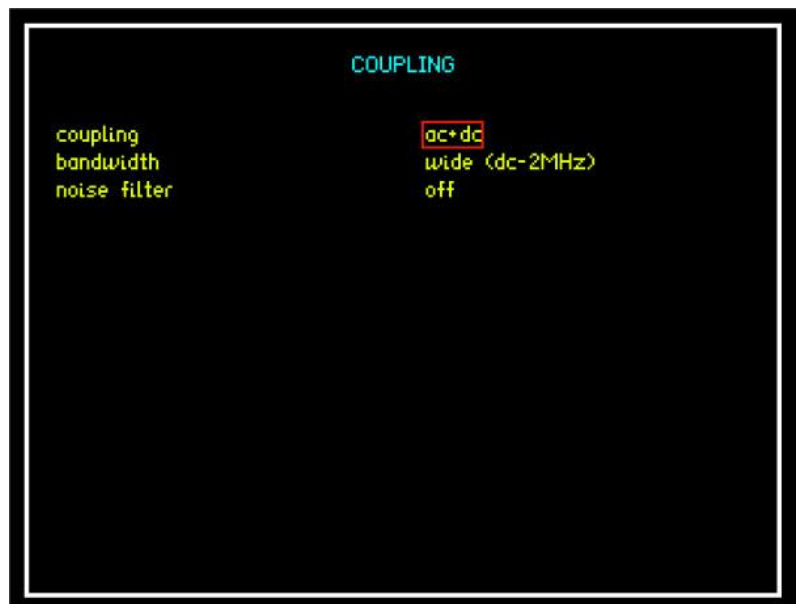 COUPLING
coupling ac+dc
bandwidth wide (dc-2MHz)
noise filter off